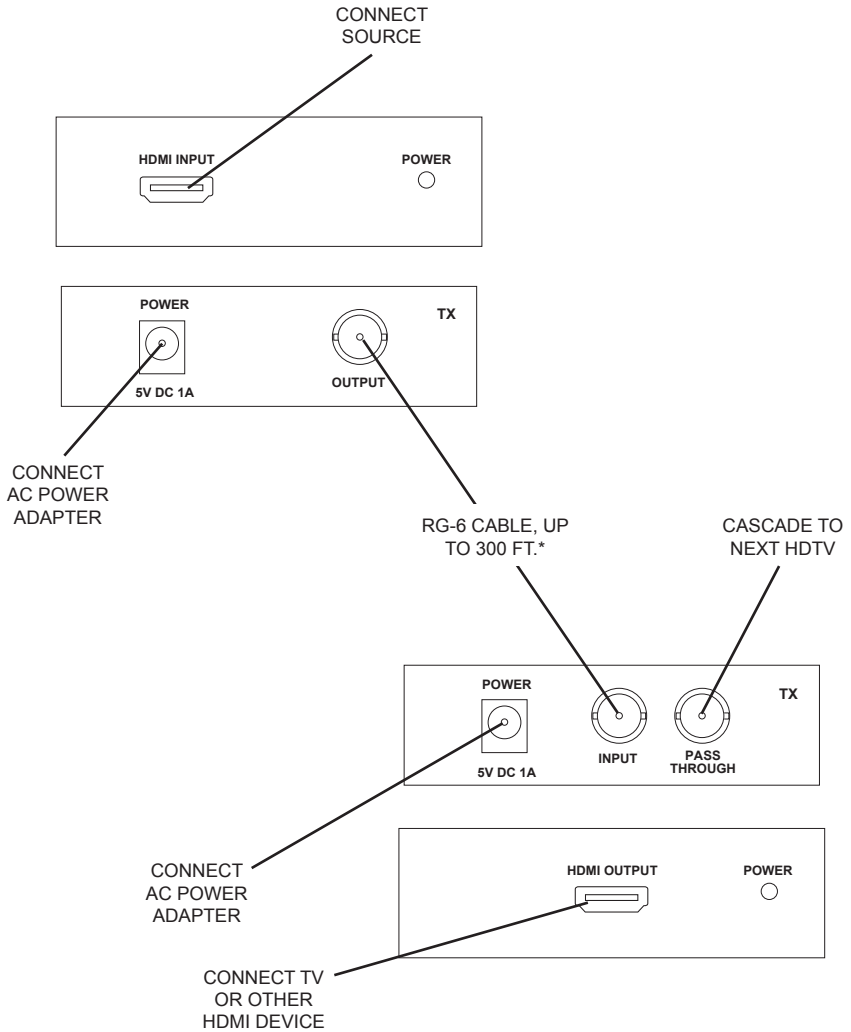 CONNECT
SOURCE
HDMI INPUT
POWER
POWER
TX
5V DC 1A
OUTPUT
CONNECT
AC POWER
ADAPTER
RG-6 CABLE, UP
TO 300 FT.*
CASCADE TO
NEXT HDTV
POWER
TX
INPUT
PASS
THROUGH
5V DC 1A
CONNECT
AC POWER
ADAPTER
HDMI OUTPUT
POWER
CONNECT TV
OR OTHER
HDMI DEVICE